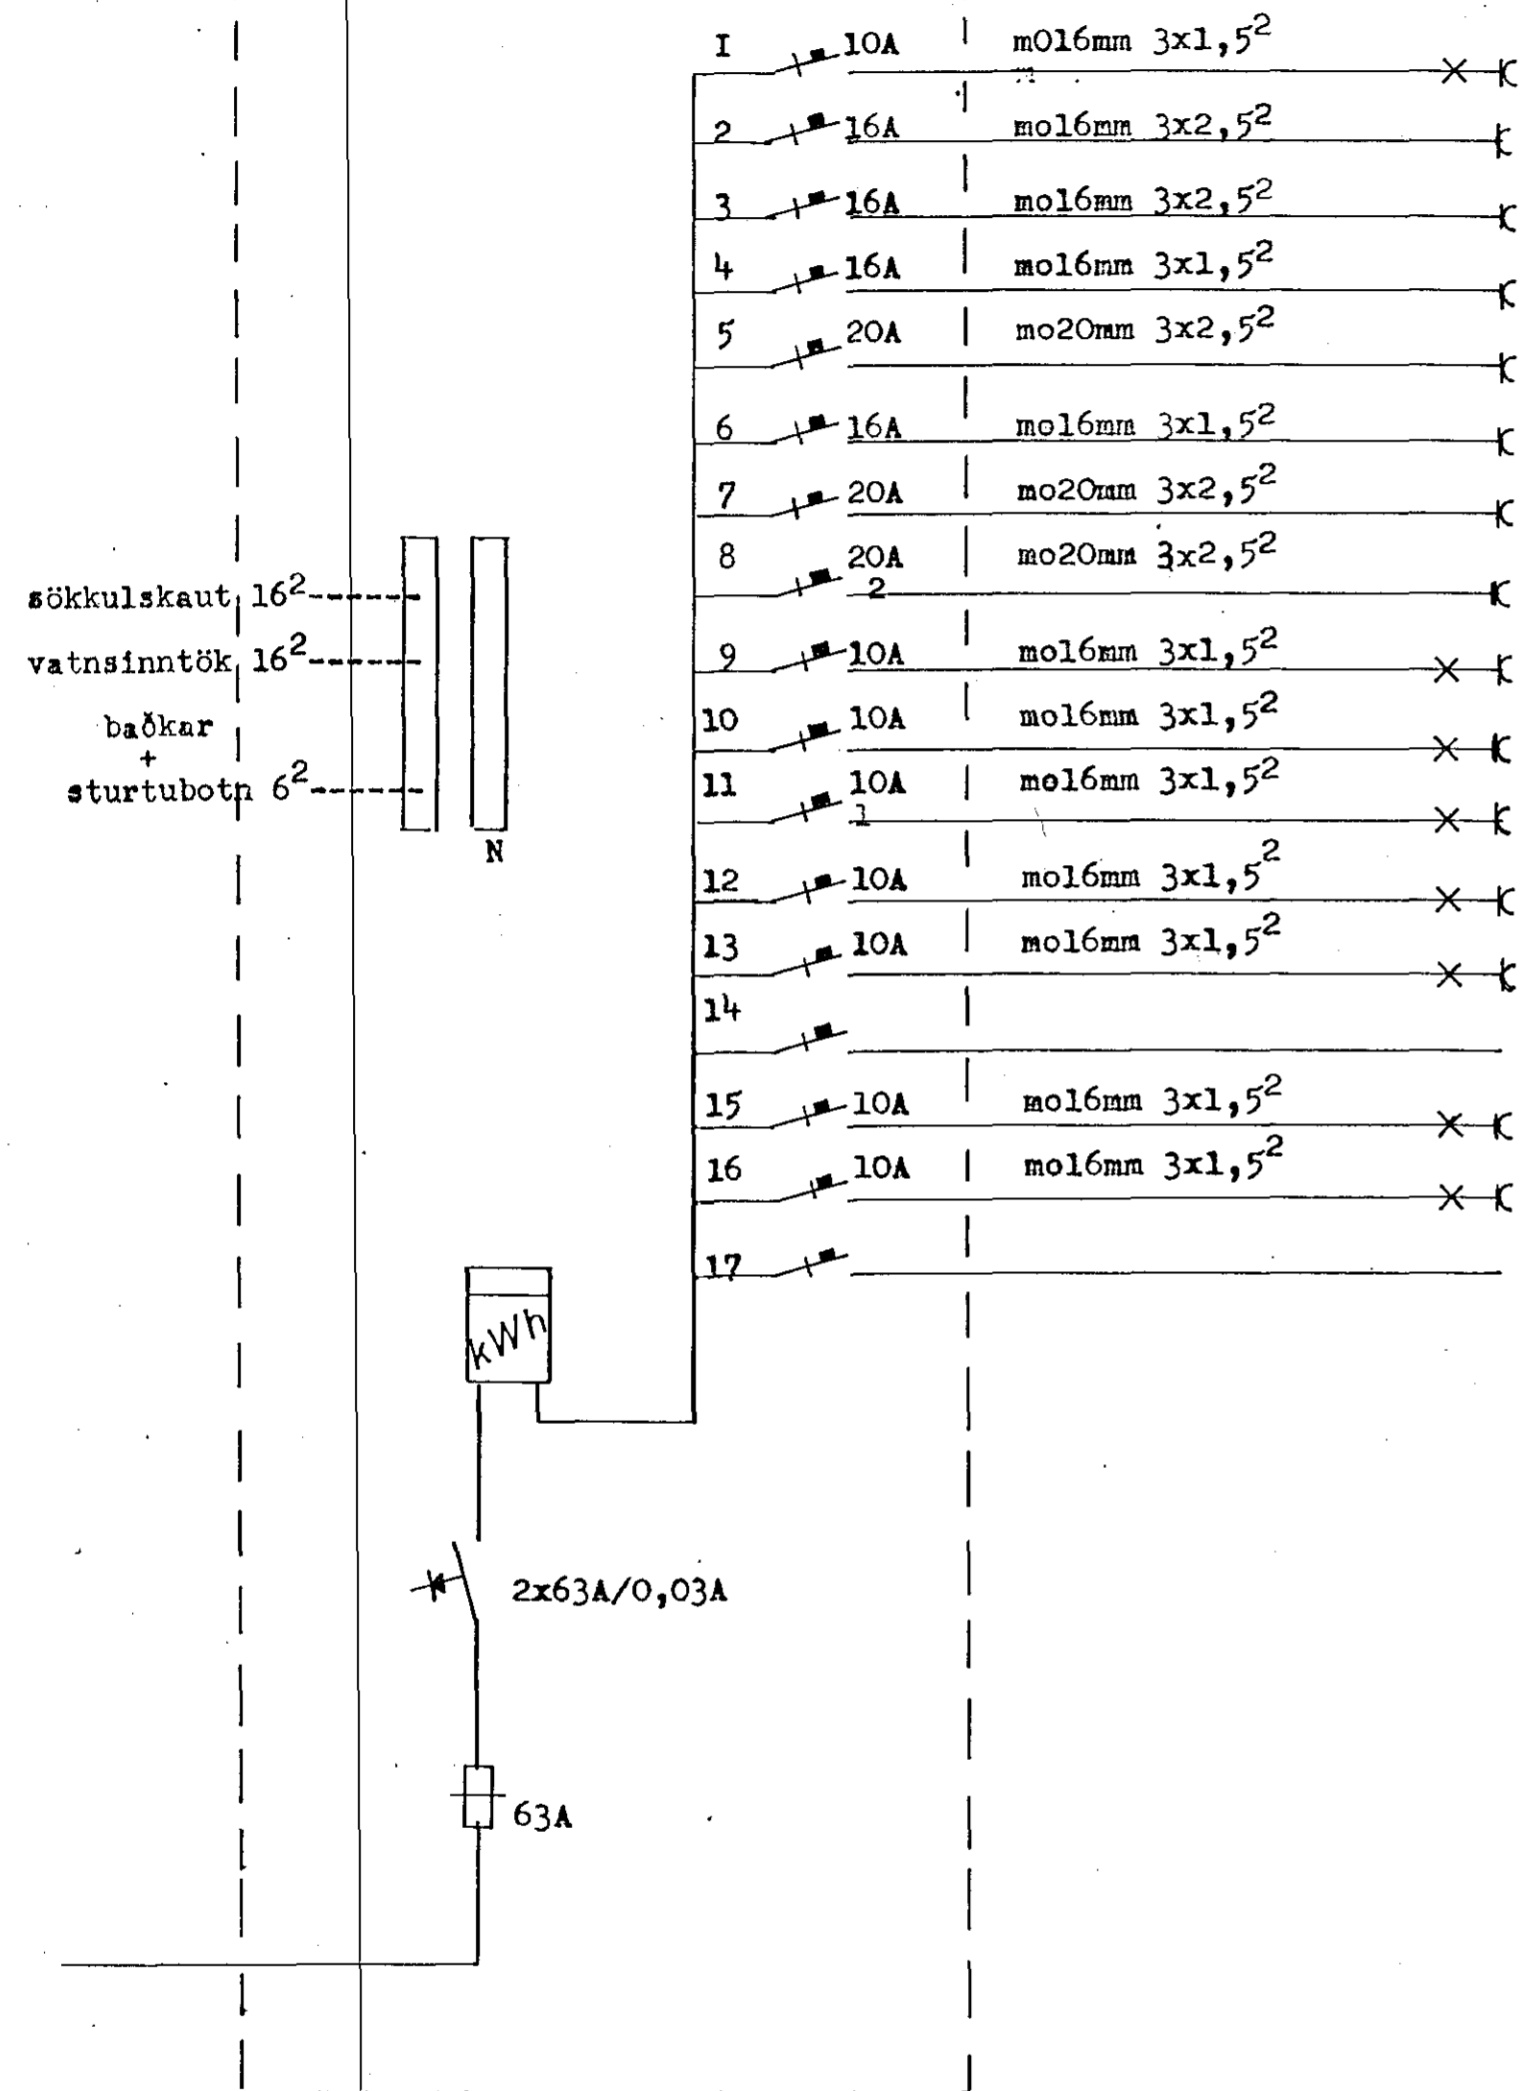 I 10A mO16mm 3x1,5²
2 16A mo16mm 3x2,5²
3 16A mo16mm 3x2,5²
4 16A mo16mm 3x1,5²
5 20A mo20mm 3x2,5²
6 16A mo16mm 3x1,5²
7 20A mo20mm 3x2,5²
8 20A mo20mm 3x2,5²
2
sökkulskaut 16²
vatnsinntök 16²
baðkar
+
sturtubotn 6²
N
9 10A mo16mm 3x1,5²
10 10A mo16mm 3x1,5²
11 10A mo16mm 3x1,5²
1
12 10A mo16mm 3x1,5²
13 10A mo16mm 3x1,5²
14
15 10A mo16mm 3x1,5²
16 10A mo16mm 3x1,5²
17
kWh
2x63A/0,03A
63A